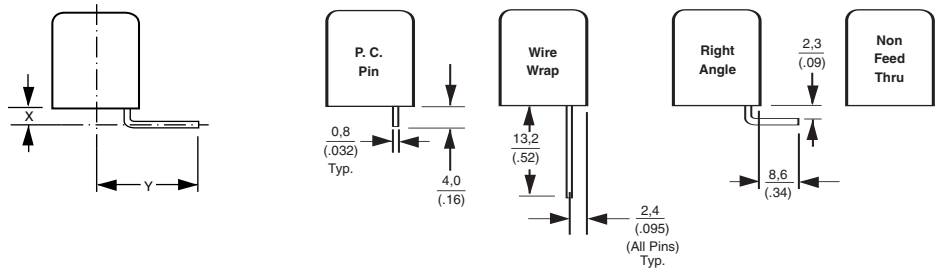 X
Y
P. C.
Pin
0,8
(.032)
Typ.
4,0
(.16)
Wire
Wrap
13,2
(.52)
2,4
(.095)
(All Pins)
Typ.
Right
Angle
2,3
(.09)
8,6
(.34)
Non
Feed
Thru